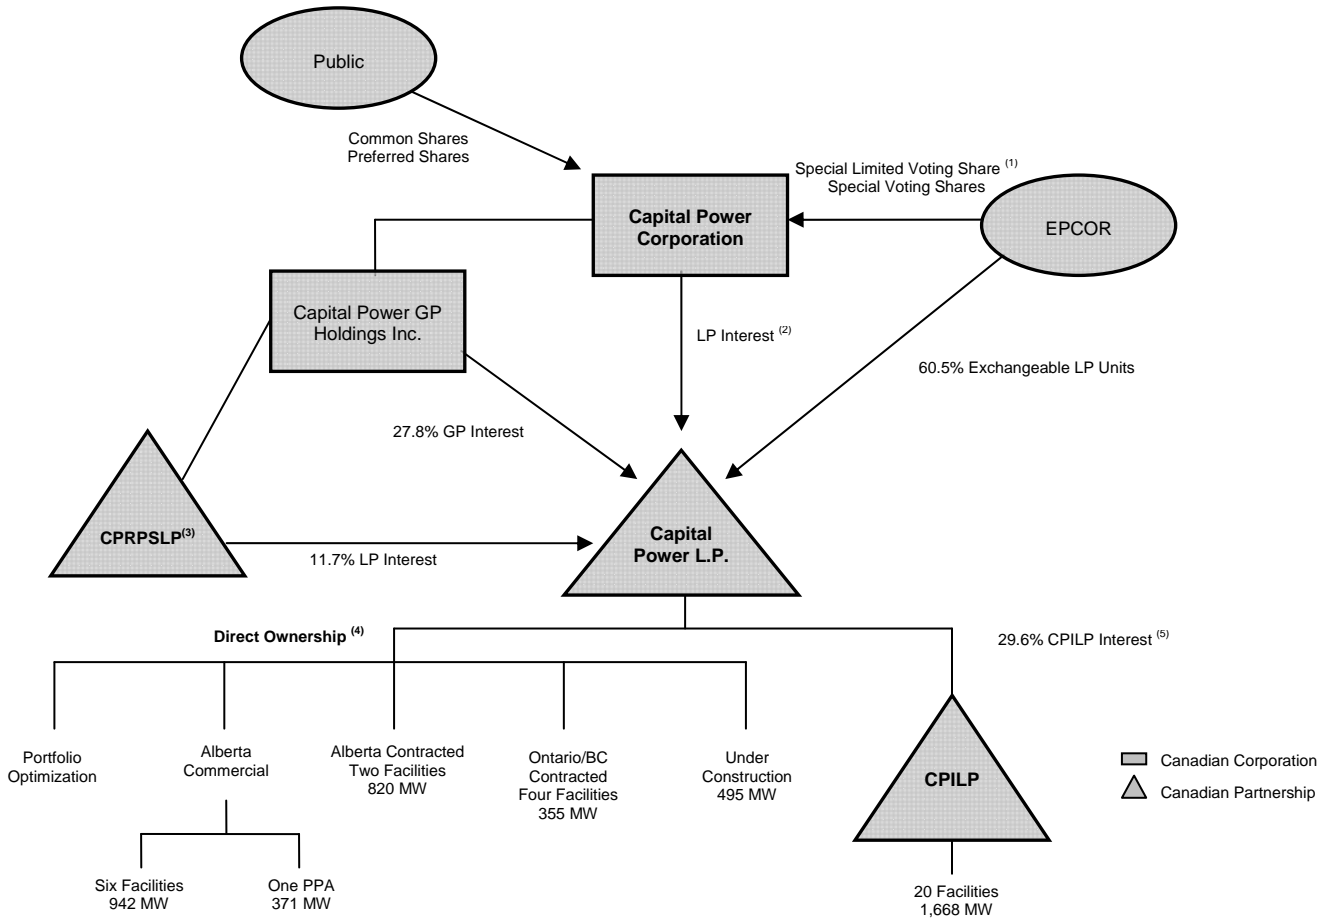 Public
Common Shares
Preferred Shares
Special Limited Voting Share (1)
Special Voting Shares
Capital Power
Corporation
EPCOR
Capital Power GP
Holdings Inc.
LP Interest (2)
60.5% Exchangeable LP Units
27.8% GP Interest
CPRPSLP(3)
11.7% LP Interest
Capital
Power L.P.
Direct Ownership (4)
29.6% CPILP Interest (5)
Portfolio
Optimization
Alberta
Commercial
Alberta Contracted
Two Facilities
820 MW
Ontario/BC
Contracted
Four Facilities
355 MW
Under
Construction
495 MW
CPILP
Canadian Corporation
Canadian Partnership
Six Facilities
942 MW
One PPA
371 MW
20 Facilities
1,668 MW